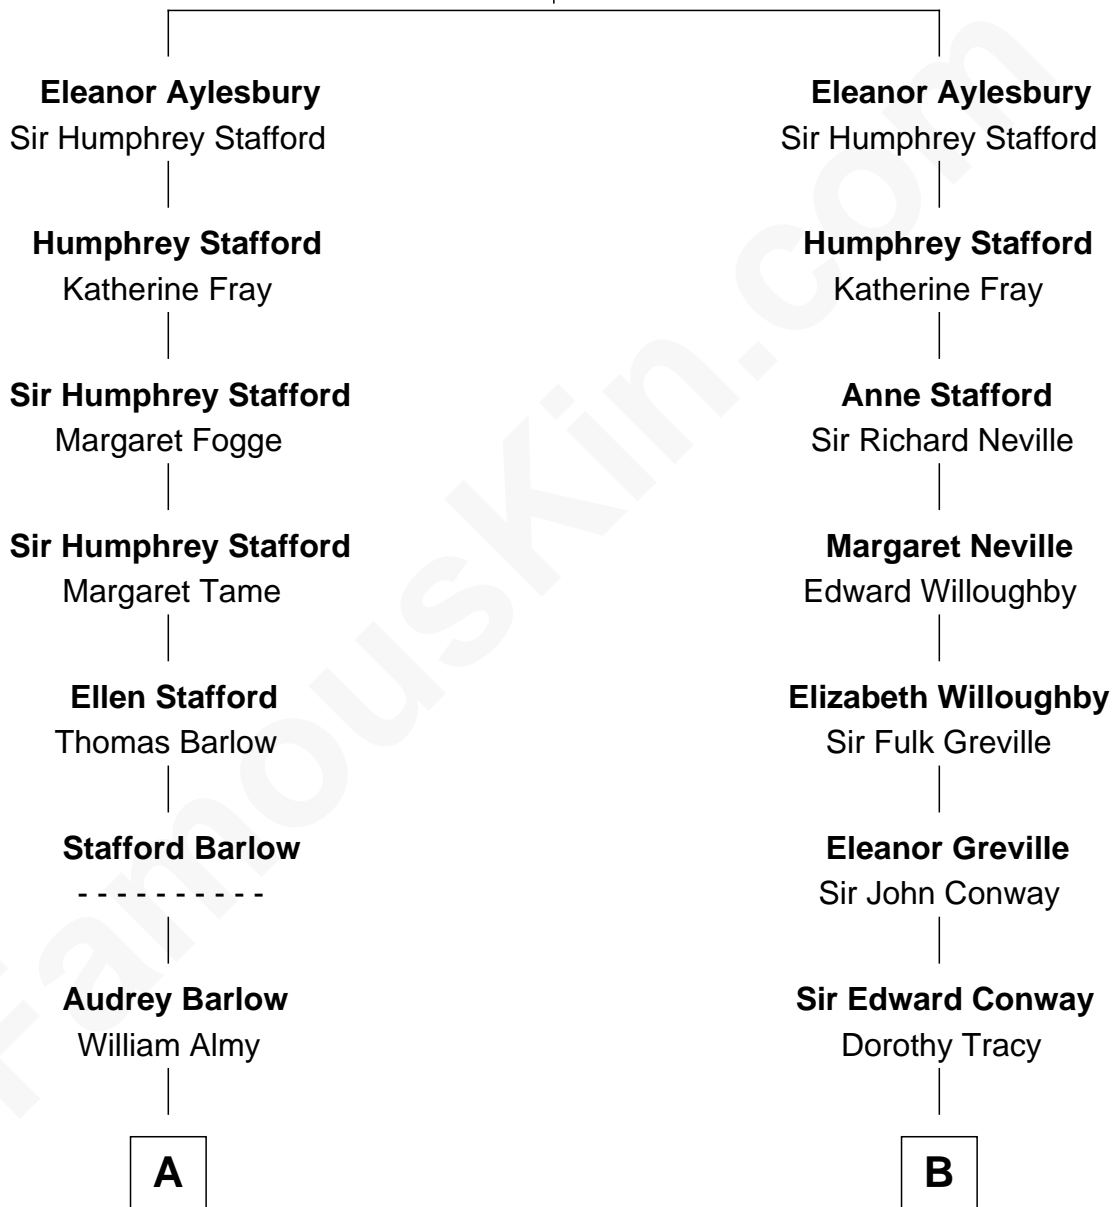 Eleanor Aylesbury
Sir Humphrey Stafford
Humphrey Stafford
Katherine Fray
Sir Humphrey Stafford
Margaret Fogge
Sir Humphrey Stafford
Margaret Tame
Ellen Stafford
Thomas Barlow
Stafford Barlow
- - - - - - - - - -
Audrey Barlow
William Almy
A
Eleanor Aylesbury
Sir Humphrey Stafford
Humphrey Stafford
Katherine Fray
Anne Stafford
Sir Richard Neville
Margaret Neville
Edward Willoughby
Elizabeth Willoughby
Sir Fulk Greville
Eleanor Greville
Sir John Conway
Sir Edward Conway
Dorothy Tracy
B
FamousKin.com